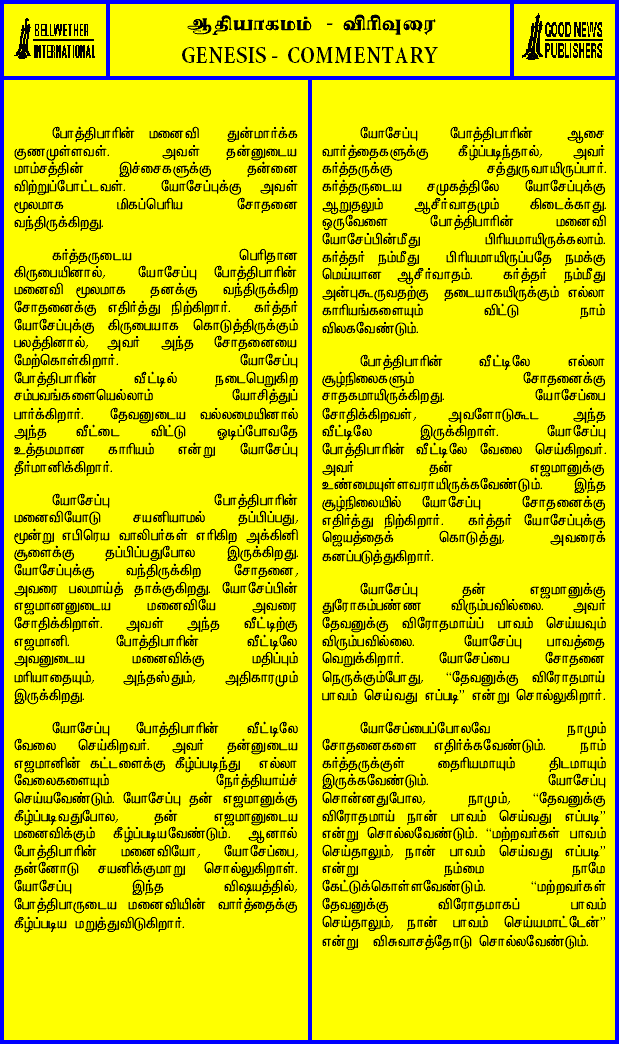 BELLWETHER
INTERNATIONAL
ஆதியாகமம் - விரிவுரை
GENESIS - COMMENTARY
GOOD NEWS
PUBLISHERS
போத்திபாரின் மனைவி துன்மார்க்க
குணமுள்ளவள். அவள் தன்னுடைய
மாம்சத்தின் இச்சைகளுக்கு தன்னை
விற்றுப்போட்டவள். யோசேப்புக்கு அவள்
மூலமாக மிகப்பெரிய சோதனை
வந்திருக்கிறது.
கர்த்தருடைய பெரிதான
கிருபையினால், யோசேப்பு போத்திபாரின்
மனைவி மூலமாக தனக்கு வந்திருக்கிற
சோதனைக்கு எதிர்த்து நிற்கிறார். கர்த்தர்
யோசேப்புக்கு கிருபையாக கொடுத்திருக்கும்
பலத்தினால், அவர் அந்த சோதனையை
மேற்கொள்கிறார். யோசேப்பு
போத்திபாரின் வீட்டில் நடைபெறுகிற
சம்பவங்களையெல்லாம் யோசித்துப்
பார்க்கிறார். தேவனுடைய வல்லமையினால்
அந்த வீட்டை விட்டு ஓடிப்போவதே
உத்தமமான காரியம் என்று யோசேப்பு
தீர்மானிக்கிறார்.
யோசேப்பு போத்திபாரின்
மனைவியோடு சயனியாமல் தப்பிப்பது,
மூன்று எபிரெய வாலிபர்கள் எரிகிற அக்கினி
சூளைக்கு தப்பிப்பதுபோல இருக்கிறது.
யோசேப்புக்கு வந்திருக்கிற சோதனை,
அவரை பலமாய்த் தாக்குகிறது. யோசேப்பின்
எஜமானனுடைய மனைவியே அவரை
சோதிக்கிறாள். அவள் அந்த வீட்டிற்கு
எஜமானி. போத்திபாரின் வீட்டிலே
அவனுடைய மனைவிக்கு மதிப்பும்
மரியாதையும், அந்தஸ்தும், அதிகாரமும்
இருக்கிறது.
யோசேப்பு போத்திபாரின் வீட்டிலே
வேலை செய்கிறவர். அவர் தன்னுடைய
எஜமானின் கட்டளைக்கு கீழ்ப்படிந்து எல்லா
வேலைகளையும் நேர்த்தியாய்ச்
செய்யவேண்டும். யோசேப்பு தன் எஜமானுக்கு
கீழ்ப்படிவதுபோல, தன் எஜமானுடைய
மனைவிக்கும் கீழ்ப்படியவேண்டும். ஆனால்
போத்திபாரின் மனைவியோ, யோசேப்பை,
தன்னோடு சயனிக்குமாறு சொல்லுகிறாள்.
யோசேப்பு இந்த விஷயத்தில்,
போத்திபாருடைய மனைவியின் வார்த்தைக்கு
கீழ்ப்படிய மறுத்துவிடுகிறார்.
யோசேப்பு போத்திபாரின் ஆசை
வார்த்தைகளுக்கு கீழ்ப்படிந்தால், அவர்
கர்த்தருக்கு சத்துருவாயிருப்பார்.
கர்த்தருடைய சமுகத்திலே யோசேப்புக்கு
ஆறுதலும் ஆசீர்வாதமும் கிடைக்காது.
ஒருவேளை போத்திபாரின் மனைவி
யோசேப்பின்மீது பிரியமாயிருக்கலாம்.
கர்த்தர் நம்மீது பிரியமாயிருப்பதே நமக்கு
மெய்யான ஆசீர்வாதம். கர்த்தர் நம்மீது
அன்புகூருவதற்கு தடையாகயிருக்கும் எல்லா
காரியங்களையும் விட்டு நாம்
விலகவேண்டும்.
போத்திபாரின் வீட்டிலே எல்லா
சூழ்நிலைகளும் சோதனைக்கு
சாதகமாயிருக்கிறது. யோசேப்பை
சோதிக்கிறவள், அவளோடுகூட அந்த
வீட்டிலே இருக்கிறாள். யோசேப்பு
போத்திபாரின் வீட்டிலே வேலை செய்கிறவர்.
அவர் தன் எஜமானுக்கு
உண்மையுள்ளவராயிருக்கவேண்டும். இந்த
சூழ்நிலையில் யோசேப்பு சோதனைக்கு
எதிர்த்து நிற்கிறார். கர்த்தர் யோசேப்புக்கு
ஜெயத்தைக் கொடுத்து, அவரைக்
கனப்படுத்துகிறார்.
யோசேப்பு தன் எஜமானுக்கு
துரோகம்பண்ண விரும்பவில்லை. அவர்
தேவனுக்கு விரோதமாய்ப் பாவம் செய்யவும்
விரும்பவில்லை. யோசேப்பு பாவத்தை
வெறுக்கிறார். யோசேப்பை சோதனை
நெருக்கும்போது, “தேவனுக்கு விரோதமாய்
பாவம் செய்வது எப்படி” என்று சொல்லுகிறார்.
யோசேப்பைப்போலவே நாமும்
சோதனைகளை எதிர்க்கவேண்டும். நாம்
கர்த்தருக்குள் தைரியமாயும் திடமாயும்
இருக்கவேண்டும். யோசேப்பு
சொன்னதுபோல, நாமும், “தேவனுக்கு
விரோதமாய் நான் பாவம் செய்வது எப்படி”
என்று சொல்லவேண்டும். “மற்றவர்கள் பாவம்
செய்தாலும், நான் பாவம் செய்வது எப்படி”
என்று நம்மை நாமே
கேட்டுக்கொள்ளவேண்டும். “மற்றவர்கள்
தேவனுக்கு விரோதமாகப் பாவம்
செய்தாலும், நான் பாவம் செய்யமாட்டேன்”
என்று விசுவாசத்தோடு சொல்லவேண்டும்.